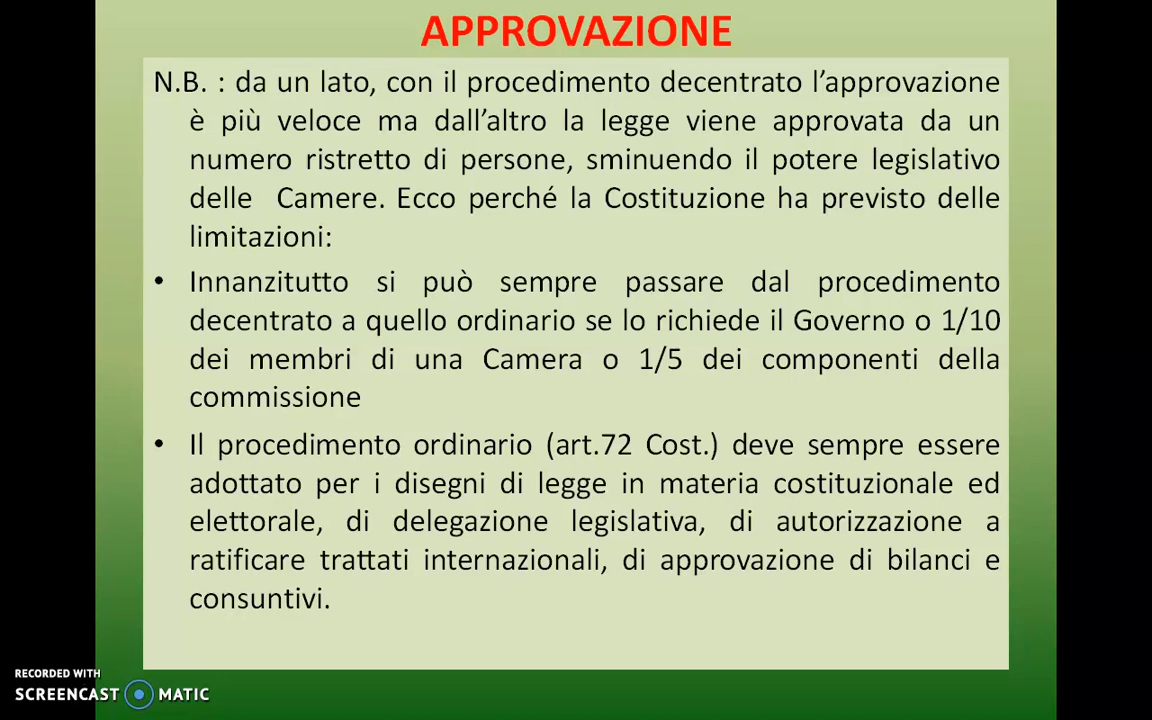 APPROVAZIONE
N.B. : da un lato, con il procedimento decentrato l’approvazione
è più veloce ma dall’altro la legge viene approvata da un
numero ristretto di persone, sminuendo il potere legislativo
delle Camere. Ecco perché la Costituzione ha previsto delle
limitazioni:
• Innanzitutto si può sempre passare dal procedimento
decentrato a quello ordinario se lo richiede il Governo o 1/10
dei membri di una Camera o 1/5 dei componenti della
commissione
• Il procedimento ordinario (art.72 Cost.) deve sempre essere
adottato per i disegni di legge in materia costituzionale ed
elettorale, di delegazione legislativa, di autorizzazione a
ratificare trattati internazionali, di approvazione di bilanci e
consuntivi.
RECORDED WITH
SCREENCAST MATIC